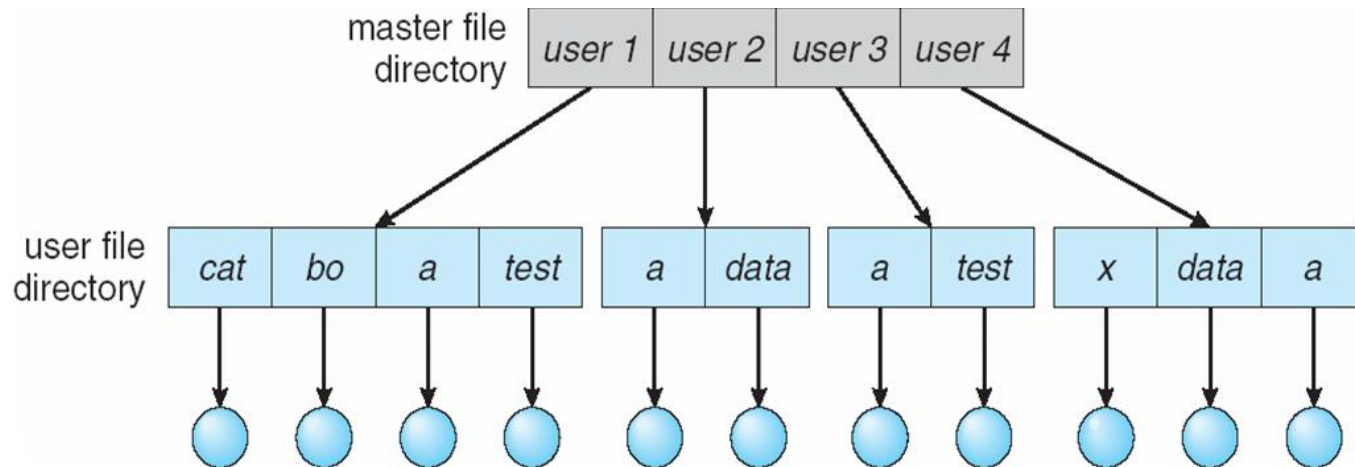 master file
directory
user 1 user 2 user 3 user 4
user file
directory
cat bo a test a data a test x data a